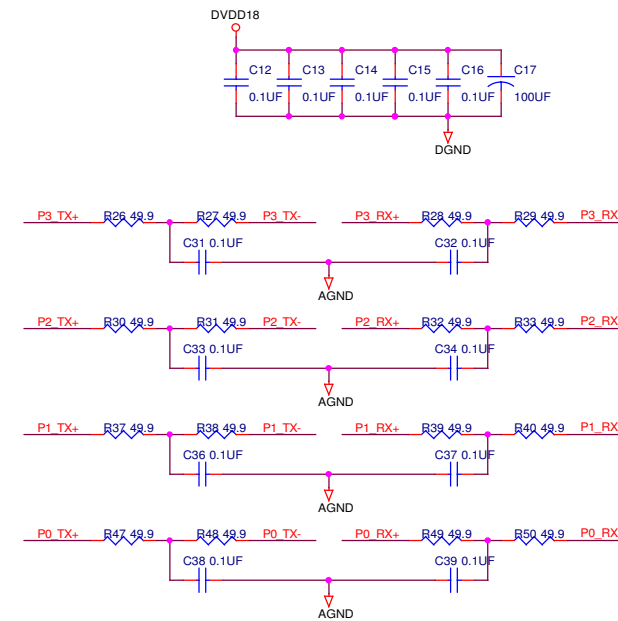 DVDD18
C12 C13 C14 C15 C16 C17
0.1UF 0.1UF 0.1UF 0.1UF 0.1UF 100UF
DGND
P3_TX+ R26 49.9 R27 49.9 P3_TX- P3_RX+ R28 49.9 R29 49.9 P3_RX
C31 0.1UF C32 0.1UF
AGND
P2_TX+ R30 49.9 R31 49.9 P2_TX- P2_RX+ R32 49.9 R33 49.9 P2_RX
C33 0.1UF C34 0.1UF
AGND
P1_TX+ R37 49.9 R38 49.9 P1_TX- P1_RX+ R39 49.9 R40 49.9 P1_RX
C36 0.1UF C37 0.1UF
AGND
P0_TX+ R47 49.9 R48 49.9 P0_TX- P0_RX+ R49 49.9 R50 49.9 P0_RX
C38 0.1UF C39 0.1UF
AGND